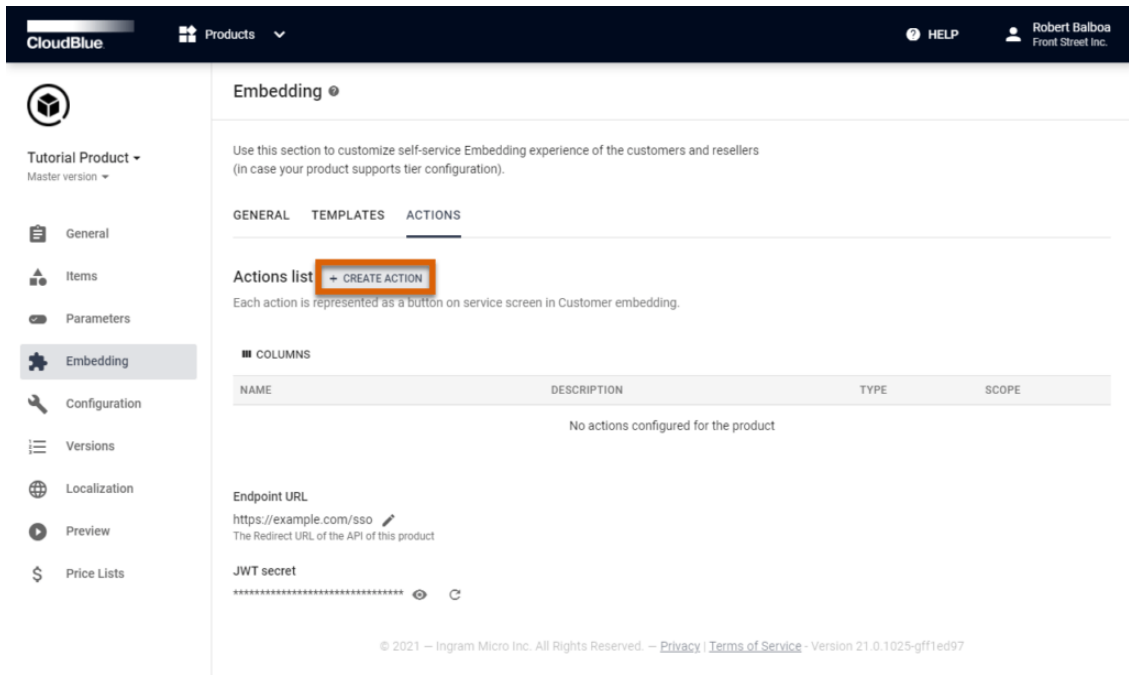 CloudBlue
Products
HELP
Robert Balboa
Front Street Inc.
Tutorial Product
Master version
General
Items
Parameters
Embedding
Configuration
Versions
Localization
Preview
Price Lists
Embedding
Use this section to customize self-service Embedding experience of the customers and resellers
(in case your product supports tier configuration).
GENERAL TEMPLATES ACTIONS
Actions list + CREATE ACTION
Each action is represented as a button on service screen in Customer embedding.
COLUMNS
NAME DESCRIPTION TYPE SCOPE
No actions configured for the product
Endpoint URL
https://example.com/sso
The Redirect URL of the API of this product
JWT secret
********************************
© 2021 — Ingram Micro Inc. All Rights Reserved. — Privacy | Terms of Service - Version 21.0.1025-gff1ed97